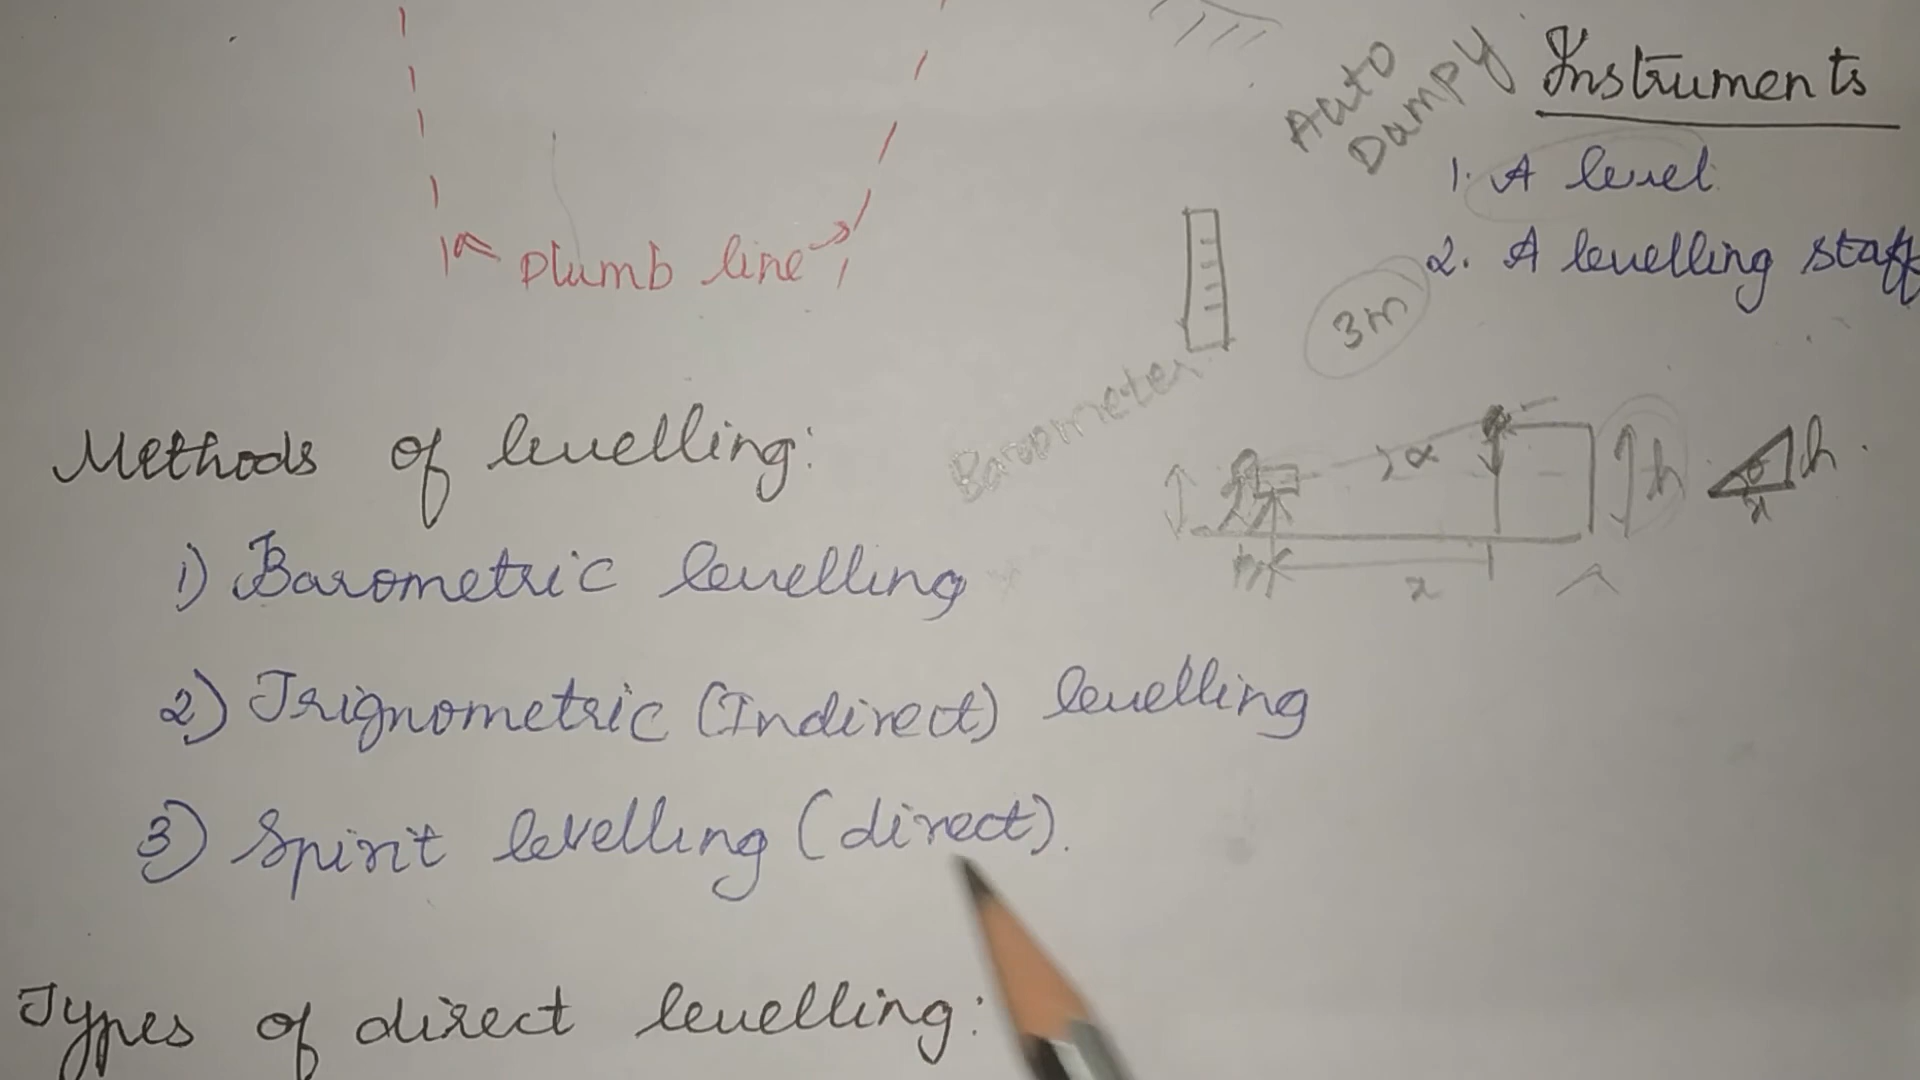 Instruments
Auto
Dumpy
1. A level
2. A levelling staff
Plumb line
3m
Barometer
Methods of levelling:
α
h
h
x
x
1) Barometric levelling
2) Trignometric (Indirect) levelling
3) Spirit levelling (direct).
Types of direct levelling: